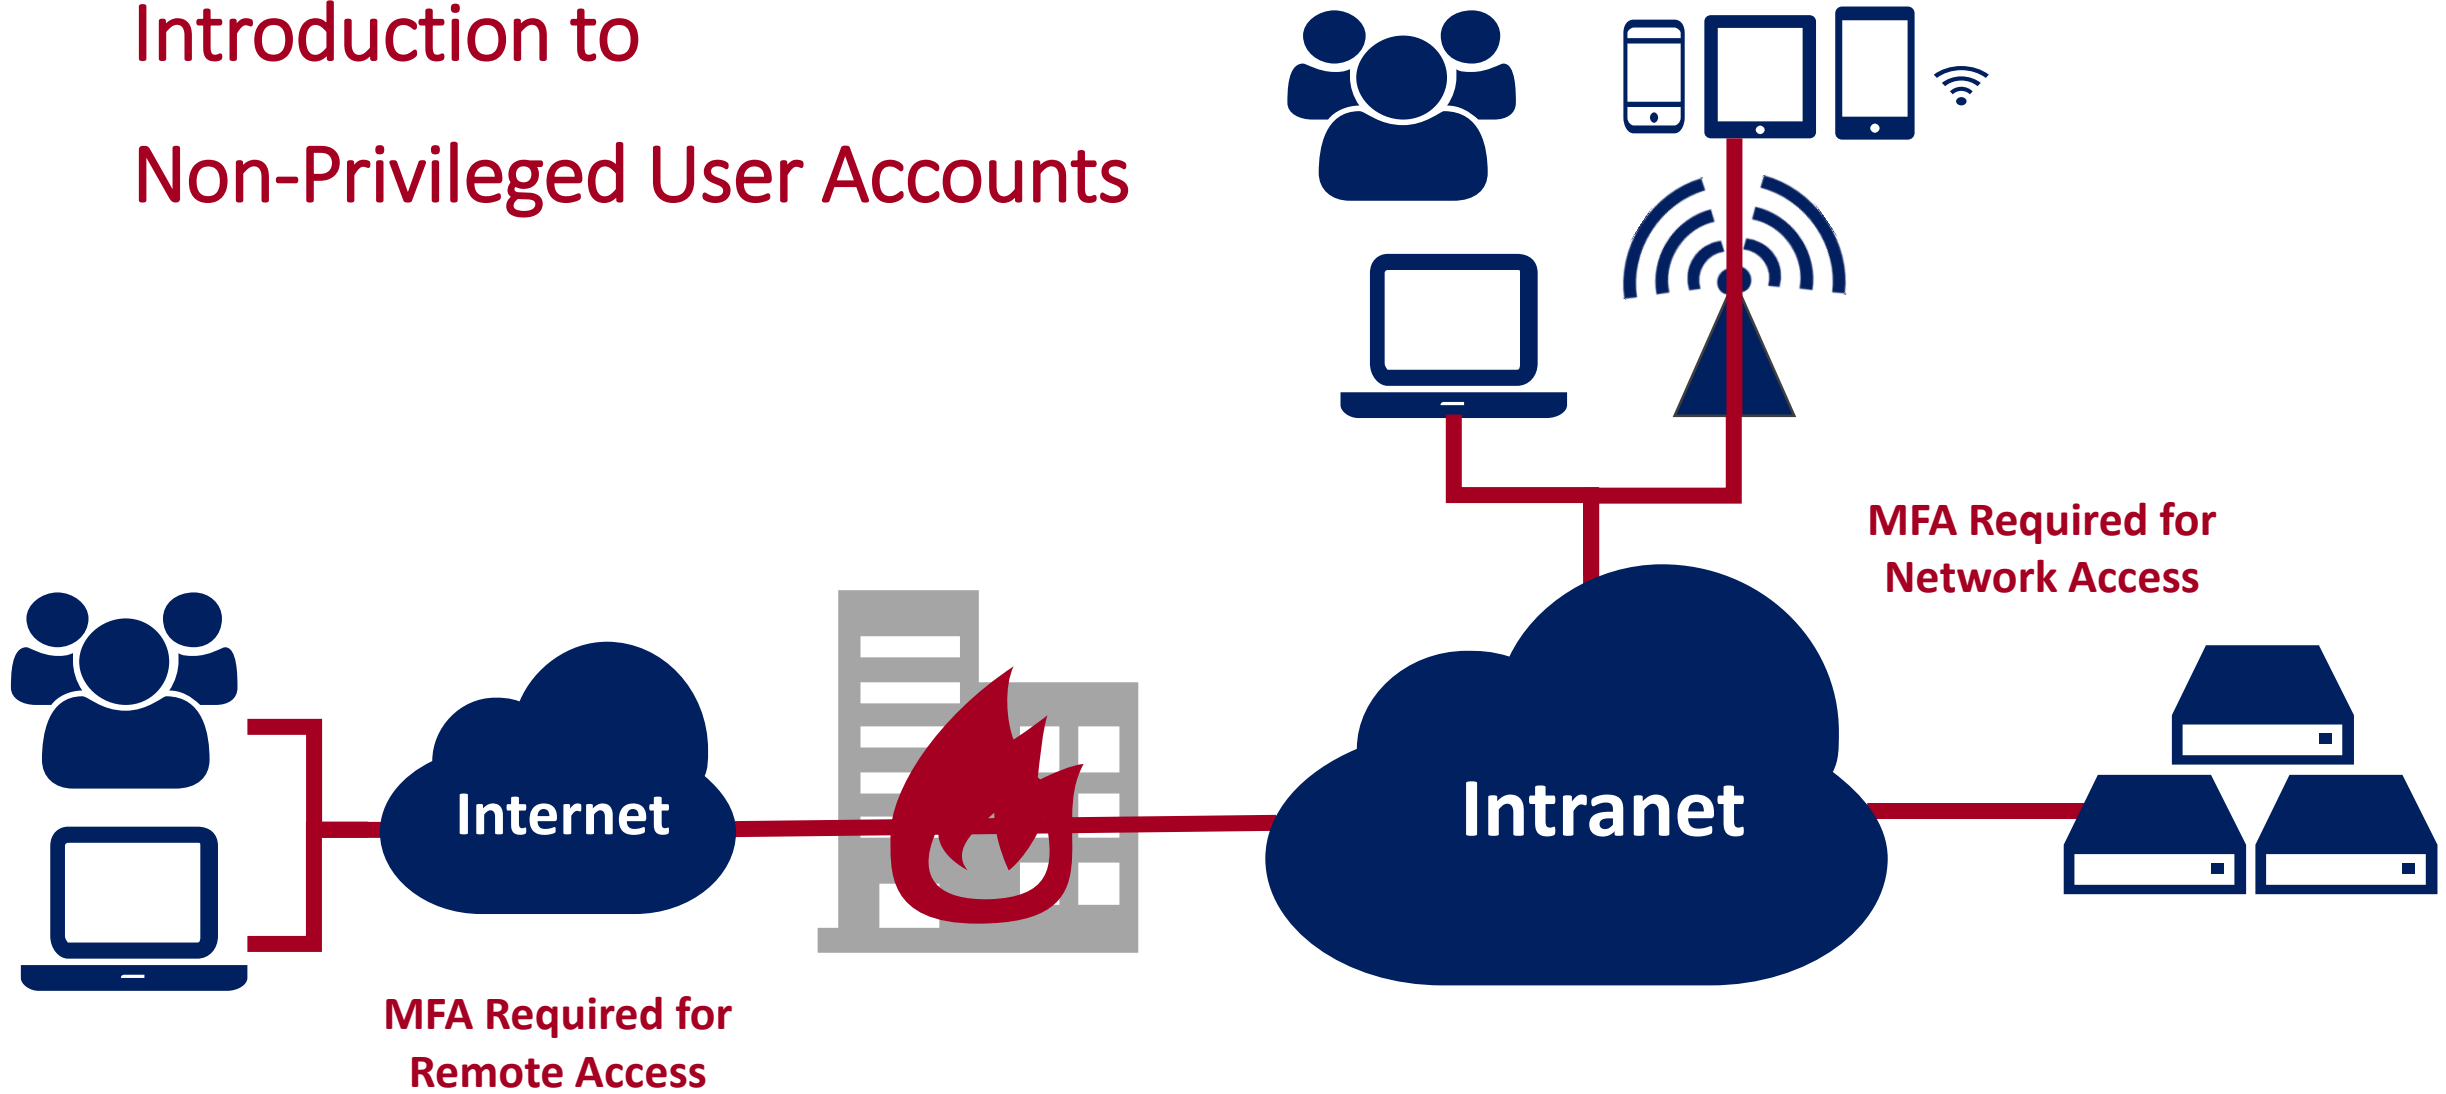 Introduction to
Non-Privileged User Accounts
MFA Required for
Network Access
Internet
Intranet
MFA Required for
Remote Access